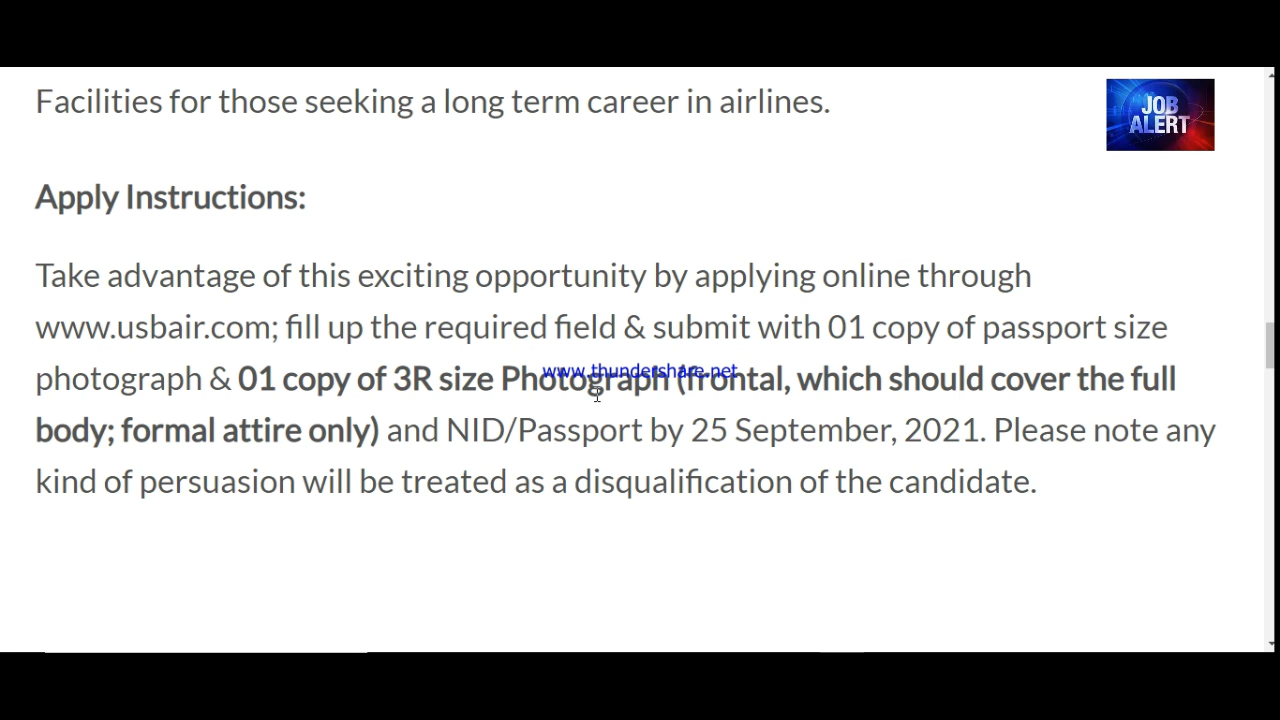 Facilities for those seeking a long term career in airlines.
JOB
ALERT
Apply Instructions:
Take advantage of this exciting opportunity by applying online through
www.usbair.com; fill up the required field & submit with 01 copy of passport size
photograph & 01 copy of 3R size Photograph (frontal, which should cover the full
www.thundershare.net
body; formal attire only) and NID/Passport by 25 September, 2021. Please note any
kind of persuasion will be treated as a disqualification of the candidate.